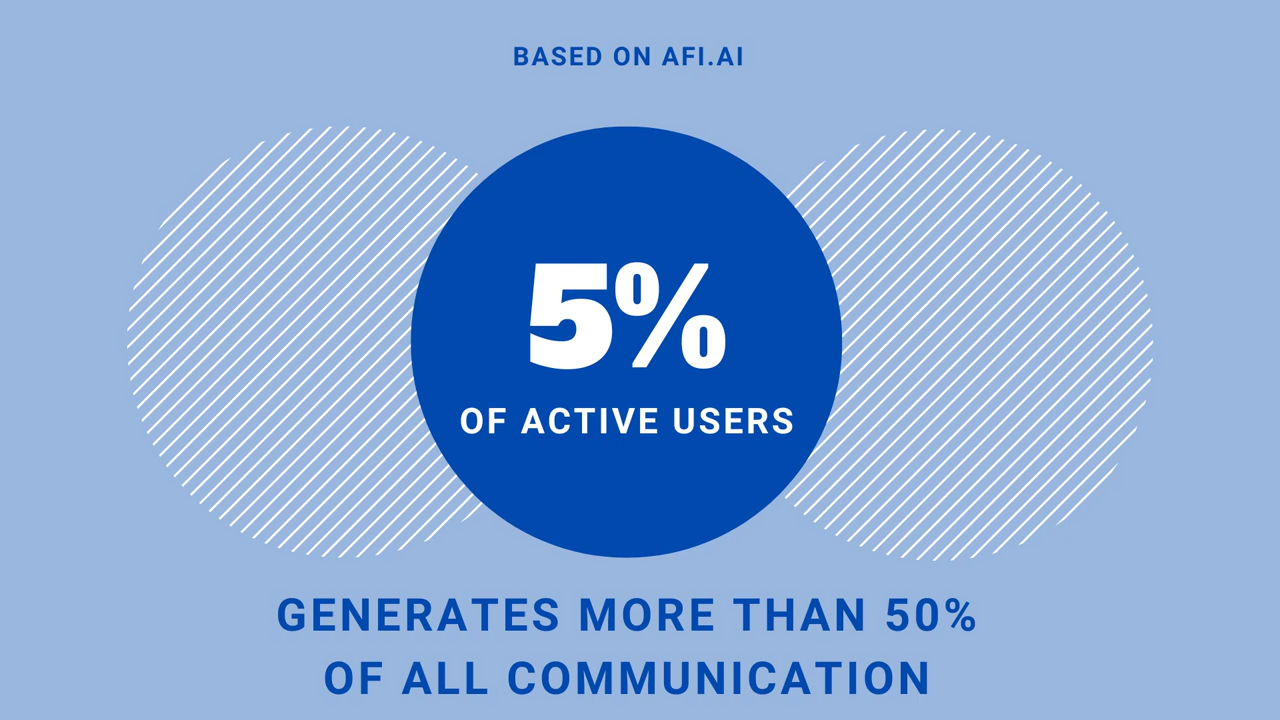 BASED ON AFI.AI
5%
OF ACTIVE USERS
GENERATES MORE THAN 50%
OF ALL COMMUNICATION